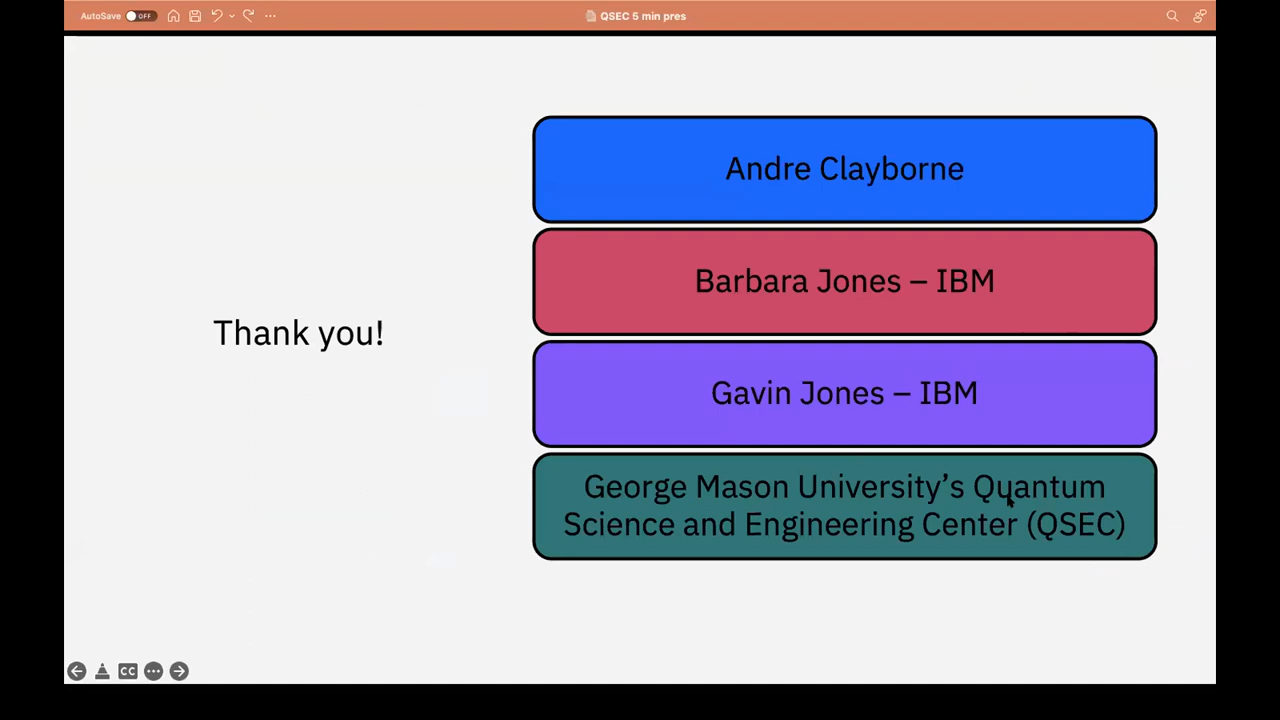 AutoSave OFF
QSEC 5 min pres
Thank you!
Andre Clayborne
Barbara Jones – IBM
Gavin Jones – IBM
George Mason University’s Quantum
Science and Engineering Center (QSEC)
CC